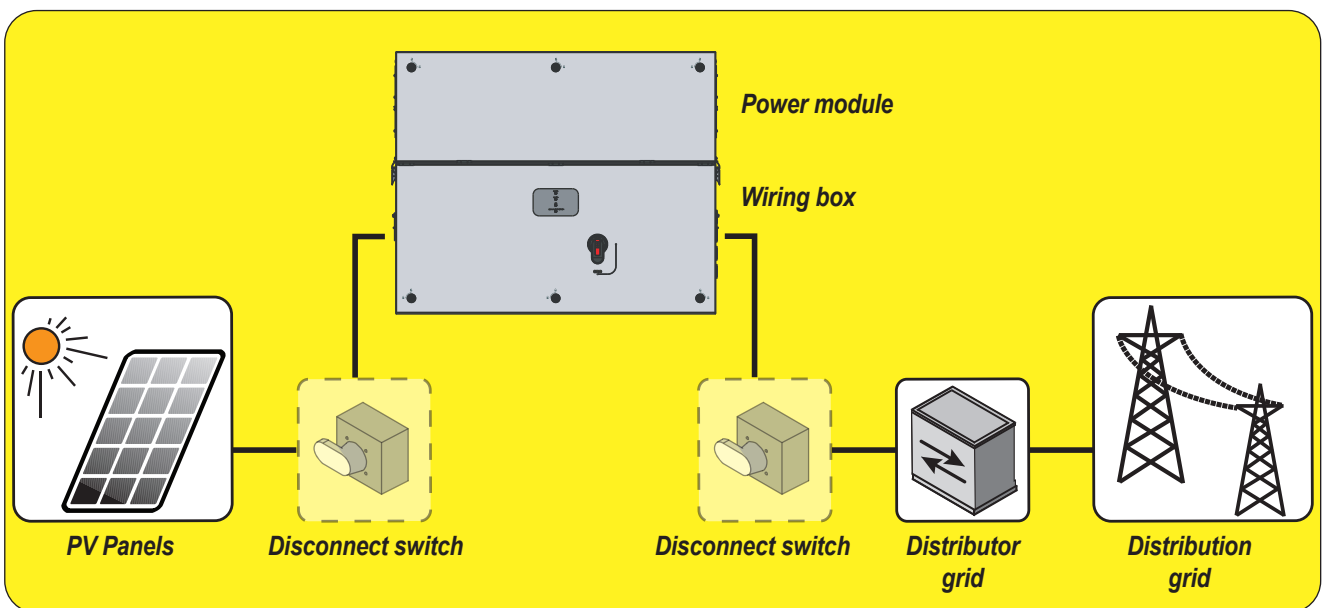 Power module
Wiring box
PV Panels
Disconnect switch
Disconnect switch
Distributor
grid
Distribution
grid